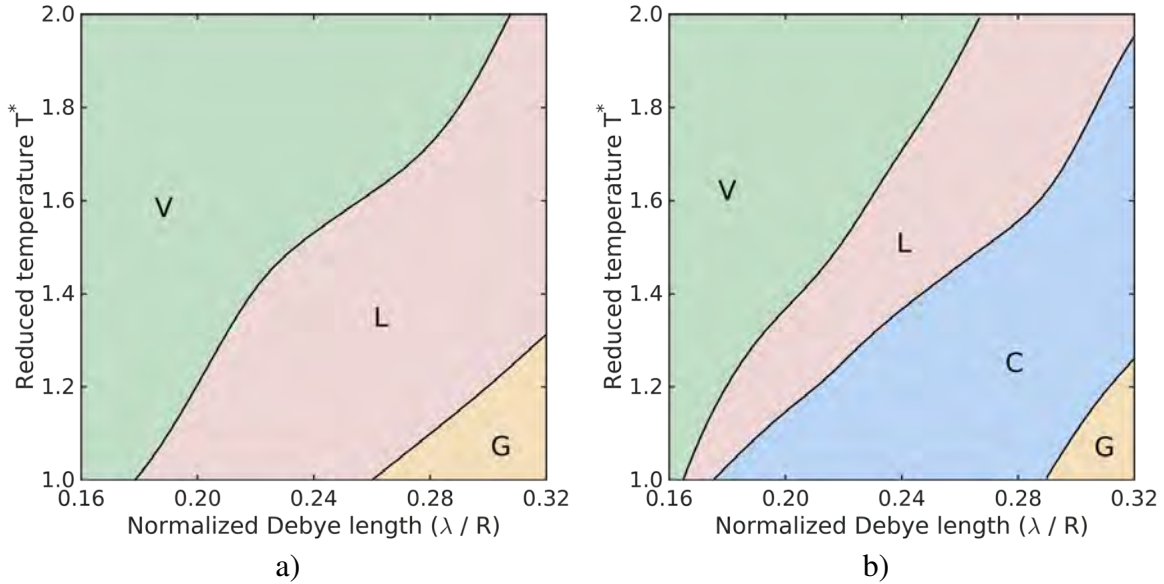 2.0
1.8
1.6
1.4
1.2
1.0
Reduced temperature T*
V
L
G
0.16 0.20 0.24 0.28 0.32
Normalized Debye length (λ / R)
a)
2.0
1.8
1.6
1.4
1.2
1.0
Reduced temperature T*
V
L
C
G
0.16 0.20 0.24 0.28 0.32
Normalized Debye length (λ / R)
b)